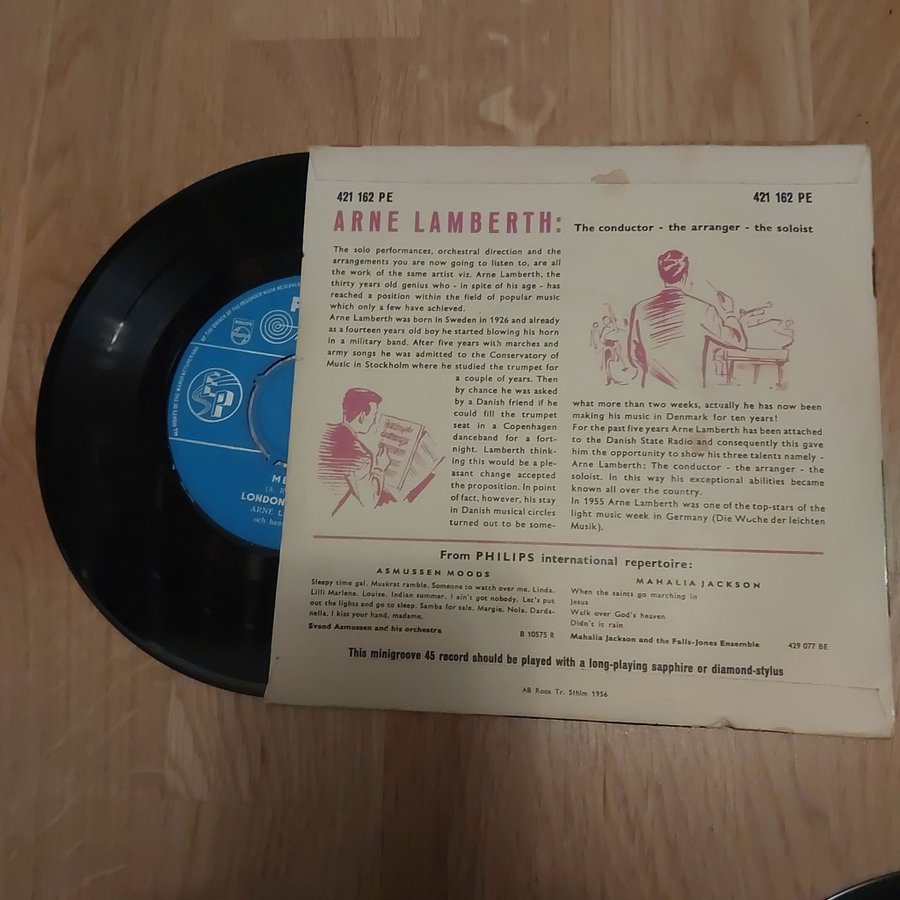 421 162 PE
421 162 PE
ARNE LAMBERTH:
The conductor - the arranger - the soloist
The solo performances, orchestral direction and the
arrangements you are now going to listen to, are all
the work of the same artist viz. Arne Lamberth, the
thirty years old genius who - in spite of his age - has
reached a position within the field of popular music
which only a few have achieved.
Arne Lamberth was born in Sweden in 1926 and already
as a fourteen years old boy he started blowing his horn
in a military band. After five years with marches and
army songs he was admitted to the Conservatory of
Music in Stockholm where he studied the trumpet for
a couple of years. Then
by chance he was asked
by a Danish friend if he
could fill the trumpet
seat in a Copenhagen
danceband for a fort-
night. Lamberth think-
ing this would be a ple-
asant change accepted
the proposition. In point
of fact, however, his stay
in Danish musical circles
turned out to be some-
what more than two weeks, actually he has now been
making his music in Denmark for ten years!
For the past five years Arne Lamberth has been attached
to the Danish State Radio and consequently this gave
him the opportunity to show his three talents namely -
Arne Lamberth: The conductor - the arranger - the
soloist. In this way his exceptional abilities became
known all over the country.
In 1955 Arne Lamberth was one of the top-stars of the
light music week in Germany (Die Woche der leichten
Musik).
From PHILIPS international repertoire:
ASMUSSEN MOODS
Sleepy time gal. Muskrat ramble. Someone to watch over me. Linda.
Lilli Marlene. Louise. Indian summer. I ain't got nobody. Let's put
out the lights and go to sleep. Samba for sale. Margie. Nola. Darda-
nella. I kiss your hand, madame.
Svend Asmussen and his orchestra
B 10575 R
MAHALIA JACKSON
When the saints go marching in
Jesus
Walk over God's heaven
Didn't it rain
Mahalia Jackson and the Falls-Jones Ensemble
429 077 BE
This minigroove 45 record should be played with a long-playing sapphire or diamond-stylus
AB Roos Tr. Sthlm 1956
PHILIPS
ME
LONDON
ARNE L
och han